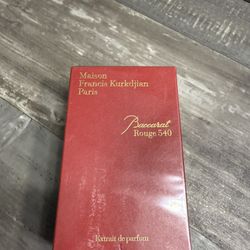 Maison
Francis Kurkdjian
Paris
Baccarat
Rouge 540
Extrait de parfum